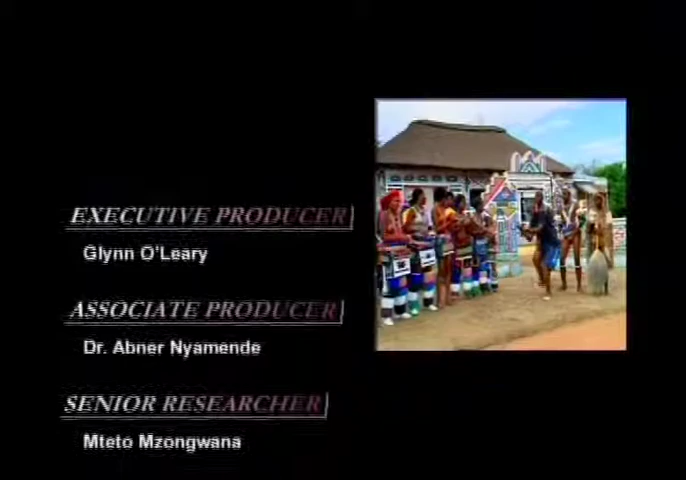 EXECUTIVE PRODUCER
Glynn O'Leary
ASSOCIATE PRODUCER
Dr. Abner Nyamende
SENIOR RESEARCHER
Mteto Mzongwana